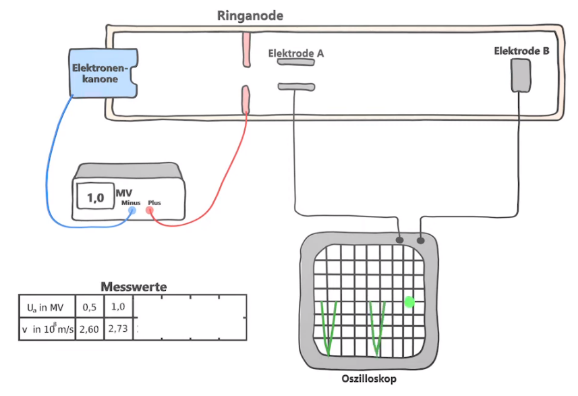 Ringanode
Elektronen-
kanone
Elektrode A
Elektrode B
1,0 MV
Minus Plus
Messwerte
Uₐ in MV 0,5 1,0
v in 10⁸ m/s 2,60 2,73
Oszilloskop